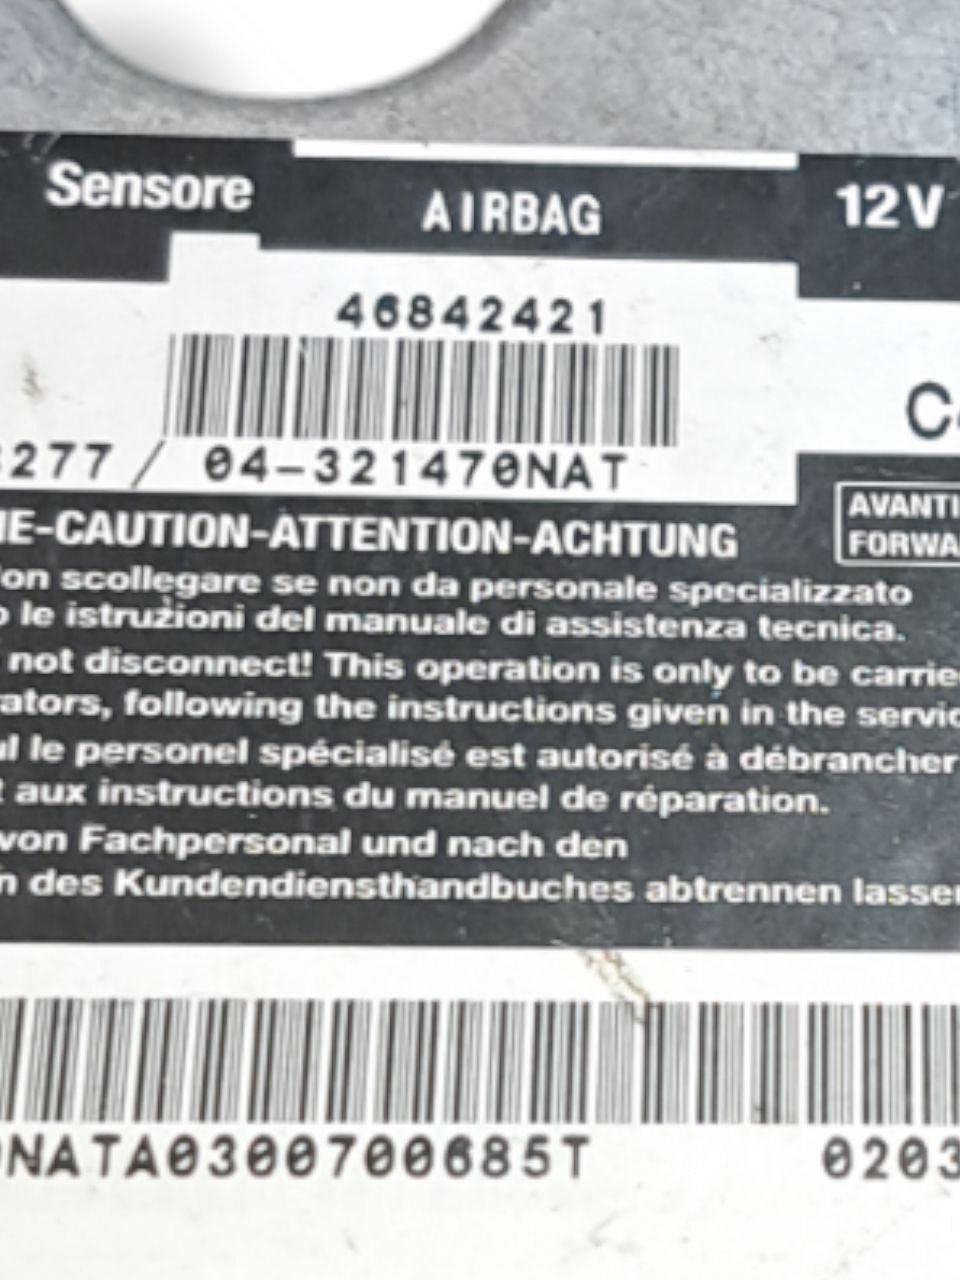 Sensore AIRBAG 12V
46842421
277 / 04-321470NAT
E-CAUTION-ATTENTION-ACHTUNG
AVANTI
FORWA
on scollegare se non da personale specializzato
le istruzioni del manuale di assistenza tecnica.
not disconnect! This operation is only to be carrie
ators, following the instructions given in the servic
l le personel spécialisé est autorisé à débrancher
aux instructions du manuel de réparation.
von Fachpersonal und nach den
n des Kundendiensthandbuches abtrennen lassen
NATA0300700685T 0203